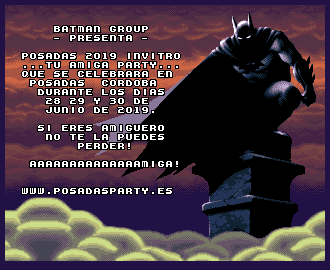 BATMAN GROUP
- PRESENTA -
POSADAS 2019 INVITRO
...TU AMIGA PARTY...
QUE SE CELEBRARA EN
POSADAS CORDOBA
DURANTE LOS DIAS
28 29 Y 30 DE
JUNIO DE 2019.
SI ERES AMIGUERO
NO TE LA PUEDES
PERDER!
AAAAAAAAAAAAAMIGA!
WWW.POSADASPARTY.ES